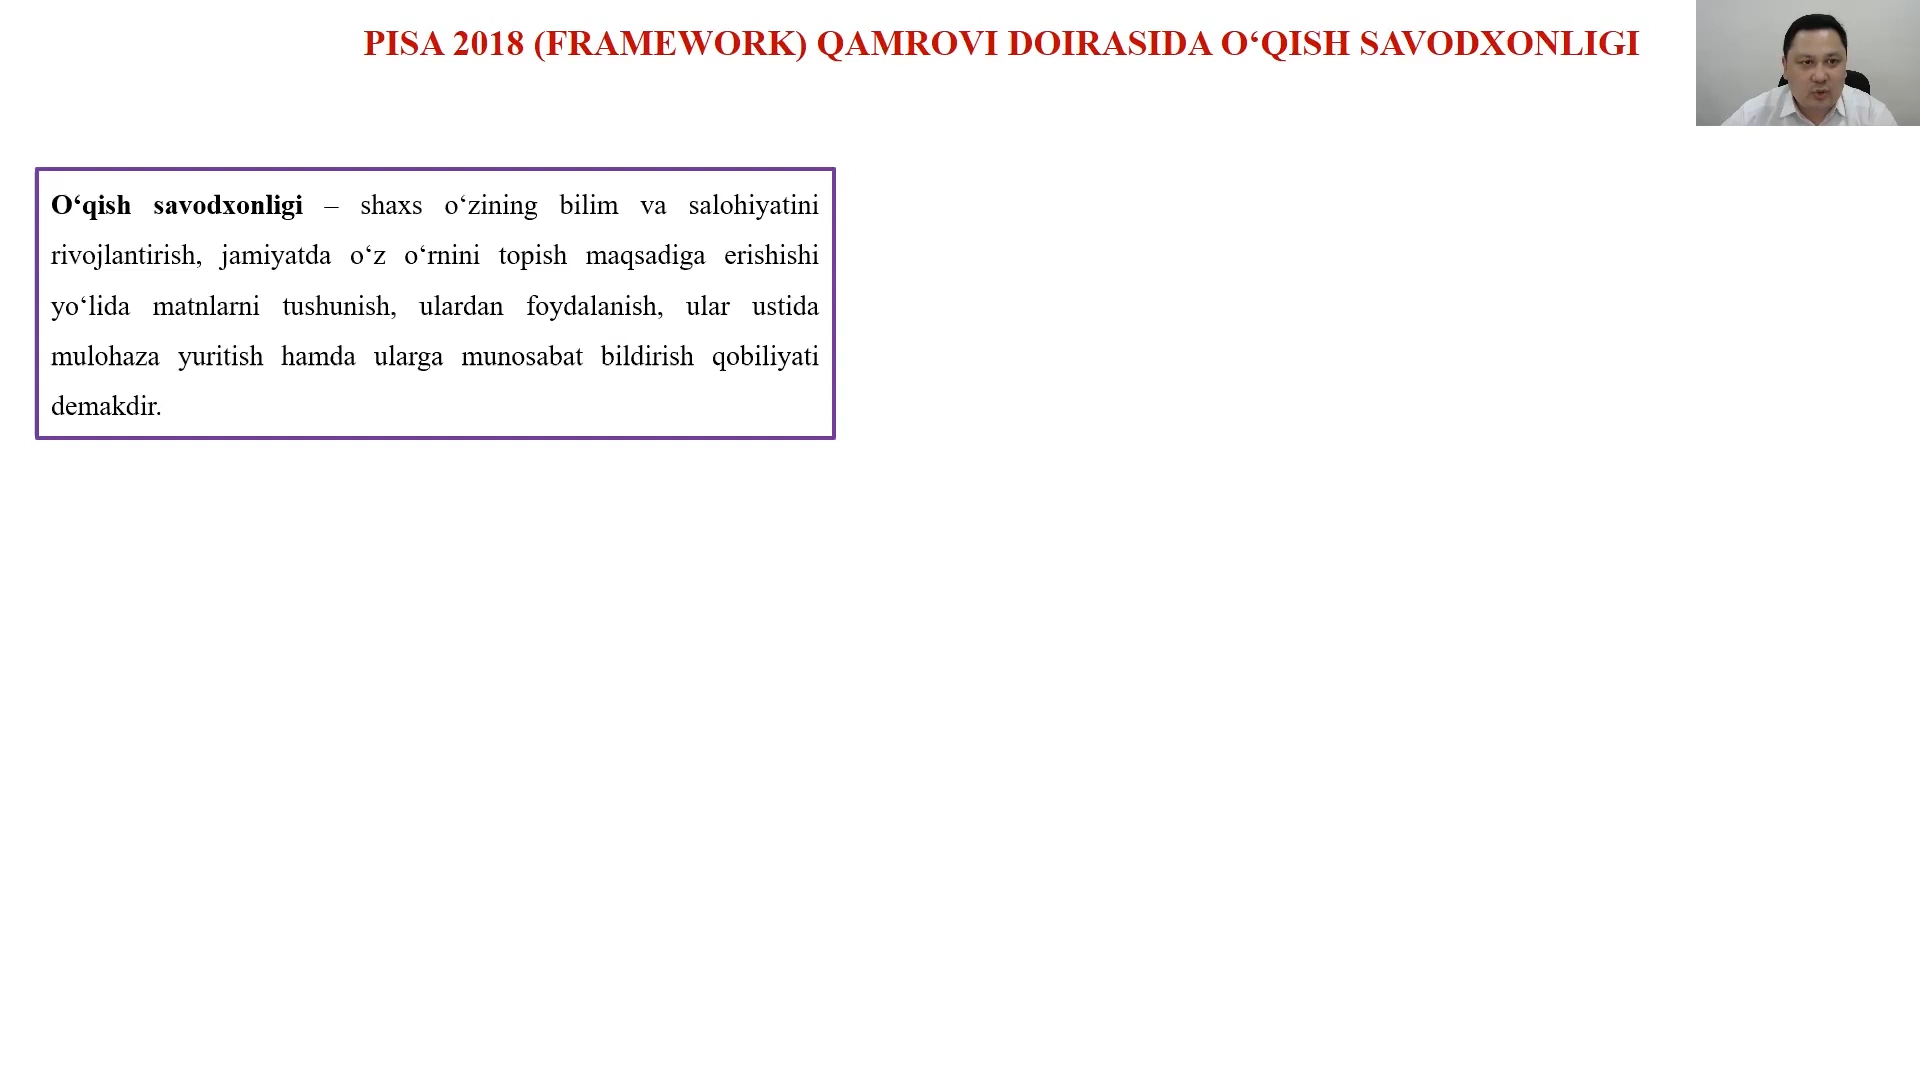 PISA 2018 (FRAMEWORK) QAMROVI DOIRASIDA O‘QISH SAVODXONLIGI
O‘qish savodxonligi – shaxs o‘zining bilim va salohiyatini
rivojlantirish, jamiyatda o‘z o‘rnini topish maqsadiga erishishi
yo‘lida matnlarni tushunish, ulardan foydalanish, ular ustida
mulohaza yuritish hamda ularga munosabat bildirish qobiliyati
demakdir.